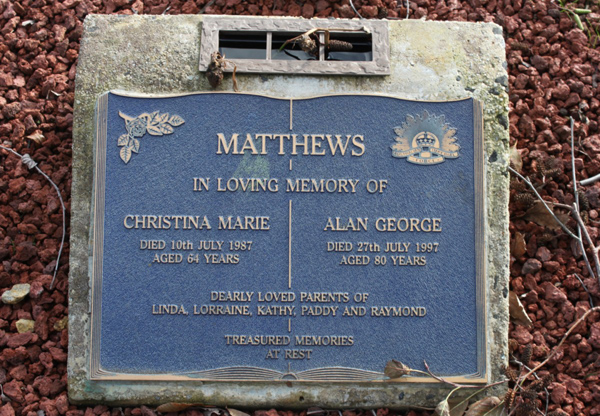 MATTHEWS
IN LOVING MEMORY OF
CHRISTINA MARIE
DIED 10th JULY 1987
AGED 64 YEARS
ALAN GEORGE
DIED 27th JULY 1997
AGED 80 YEARS
DEARLY LOVED PARENTS OF
LINDA, LORRAINE, KATHY, PADDY AND RAYMOND
TREASURED MEMORIES
AT REST